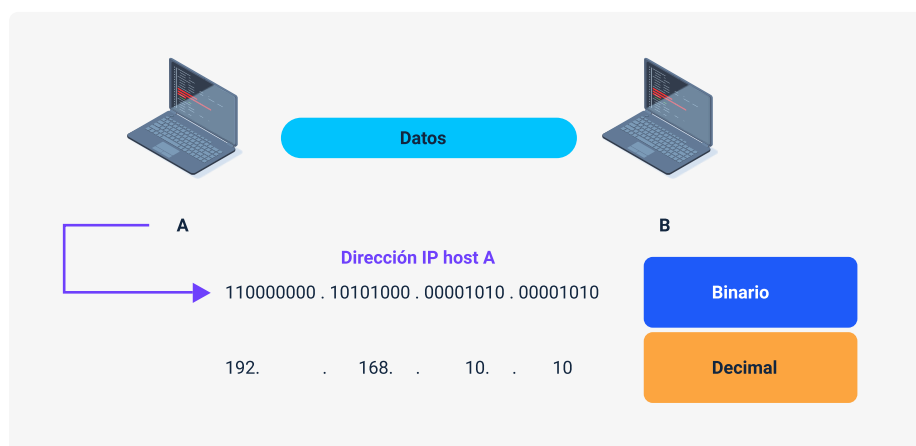 Datos
A
B
Dirección IP host A
110000000 . 10101000 . 00001010 . 00001010
Binario
192. . 168. . 10. . 10
Decimal